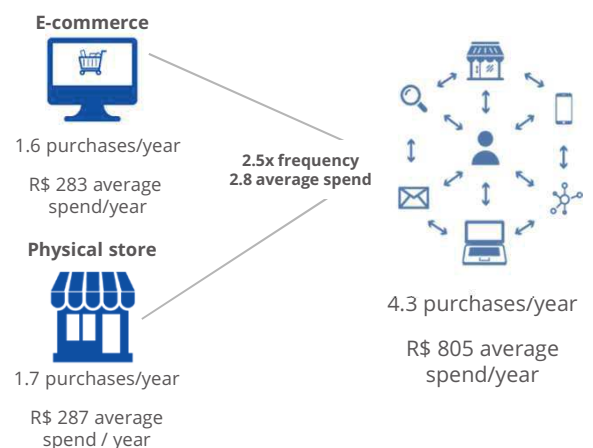 E-commerce
1.6 purchases/year
R$ 283 average
spend/year
Physical store
1.7 purchases/year
R$ 287 average
spend / year
2.5x frequency
2.8 average spend
4.3 purchases/year
R$ 805 average
spend/year